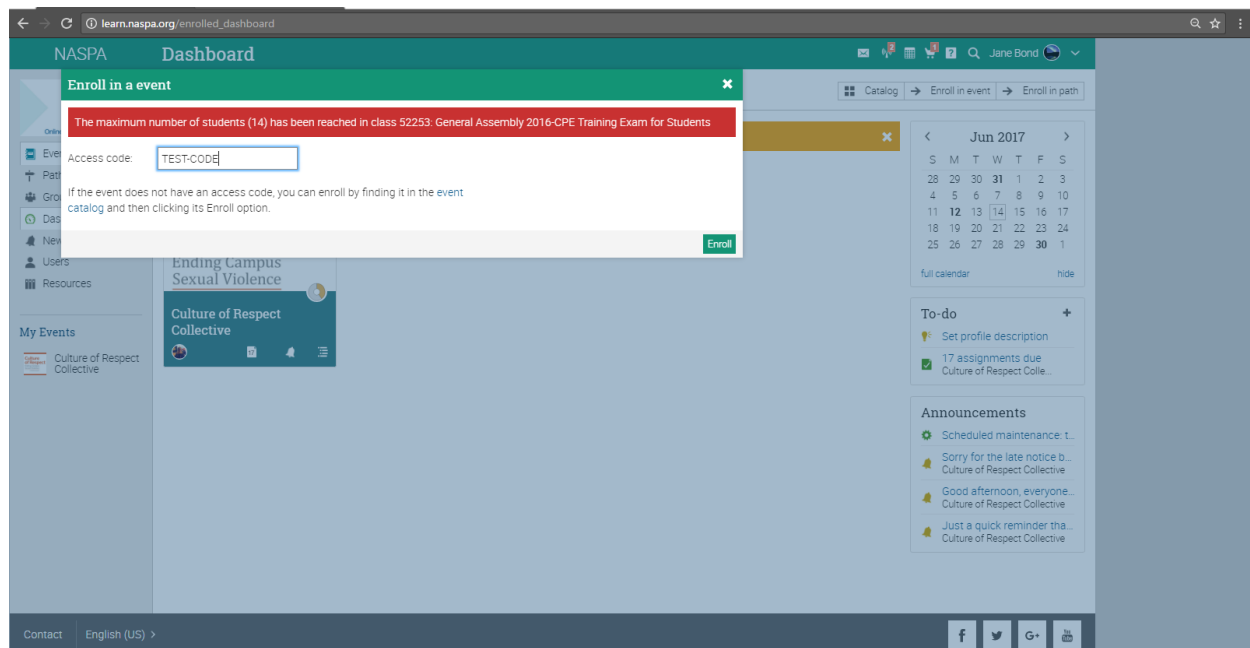 learn.naspa.org/enrolled_dashboard
NASPA
Dashboard
2
1
Jane Bond
Enroll in a event
Catalog
Enroll in event
Enroll in path
The maximum number of students (14) has been reached in class 52253: General Assembly 2016-CPE Training Exam for Students
Access code:
TEST-CODE
If the event does not have an access code, you can enroll by finding it in the event
catalog and then clicking its Enroll option.
Enroll
Eve
Path
Gro
Das
New
Users
Resources
My Events
Culture of Respect
Collective
Ending Campus
Sexual Violence
Culture of Respect
Collective
Jun 2017
S M T W T F S
28 29 30 31 1 2 3
4 5 6 7 8 9 10
11 12 13 14 15 16 17
18 19 20 21 22 23 24
25 26 27 28 29 30 1
full calendar
hide
To-do
+
Set profile description
17 assignments due
Culture of Respect Colle...
Announcements
Scheduled maintenance: t...
Sorry for the late notice b...
Culture of Respect Collective
Good afternoon, everyone...
Culture of Respect Collective
Just a quick reminder tha...
Culture of Respect Collective
Contact
English (US) >
f
G+